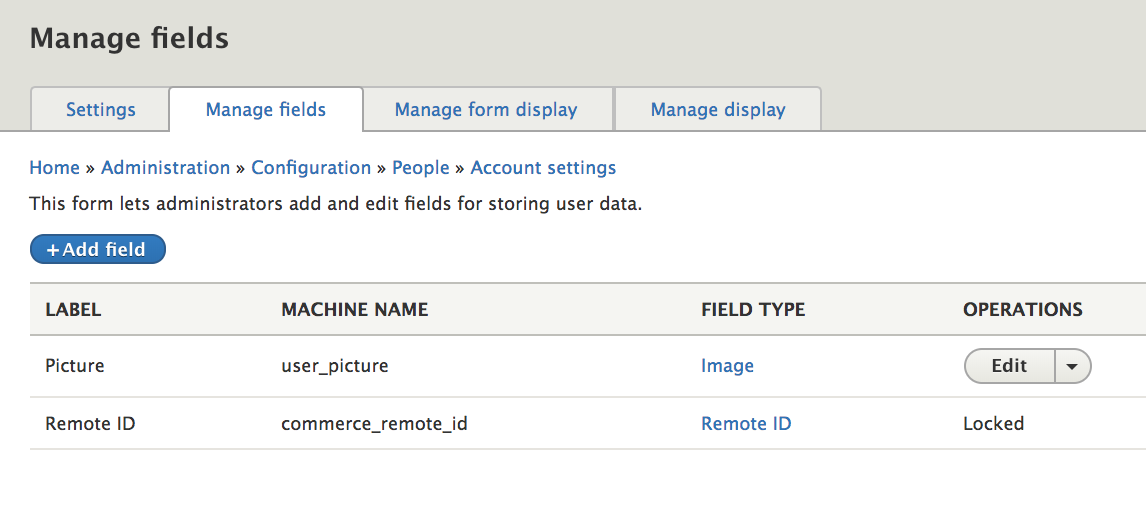 Manage fields
Settings Manage fields Manage form display Manage display
Home » Administration » Configuration » People » Account settings
This form lets administrators add and edit fields for storing user data.
+ Add field
LABEL MACHINE NAME FIELD TYPE OPERATIONS
Picture user_picture Image Edit
Remote ID commerce_remote_id Remote ID Locked